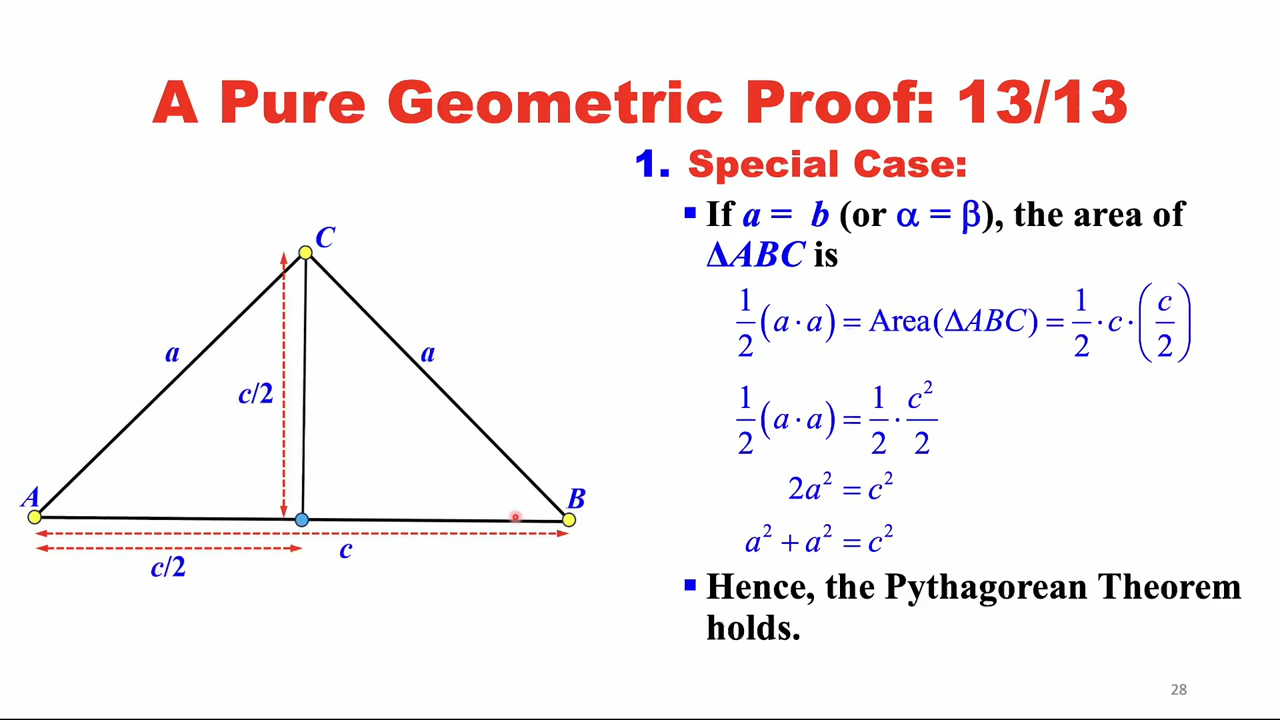 A Pure Geometric Proof: 13/13
1. Special Case:
▪ If a = b (or α = β), the area of
ΔABC is
1/2 (a · a) = Area(ΔABC) = 1/2 · c · (c/2)
1/2 (a · a) = 1/2 · c²/2
2a² = c²
a² + a² = c²
▪ Hence, the Pythagorean Theorem
holds.
C
a
a
c/2
A
B
c
c/2
28